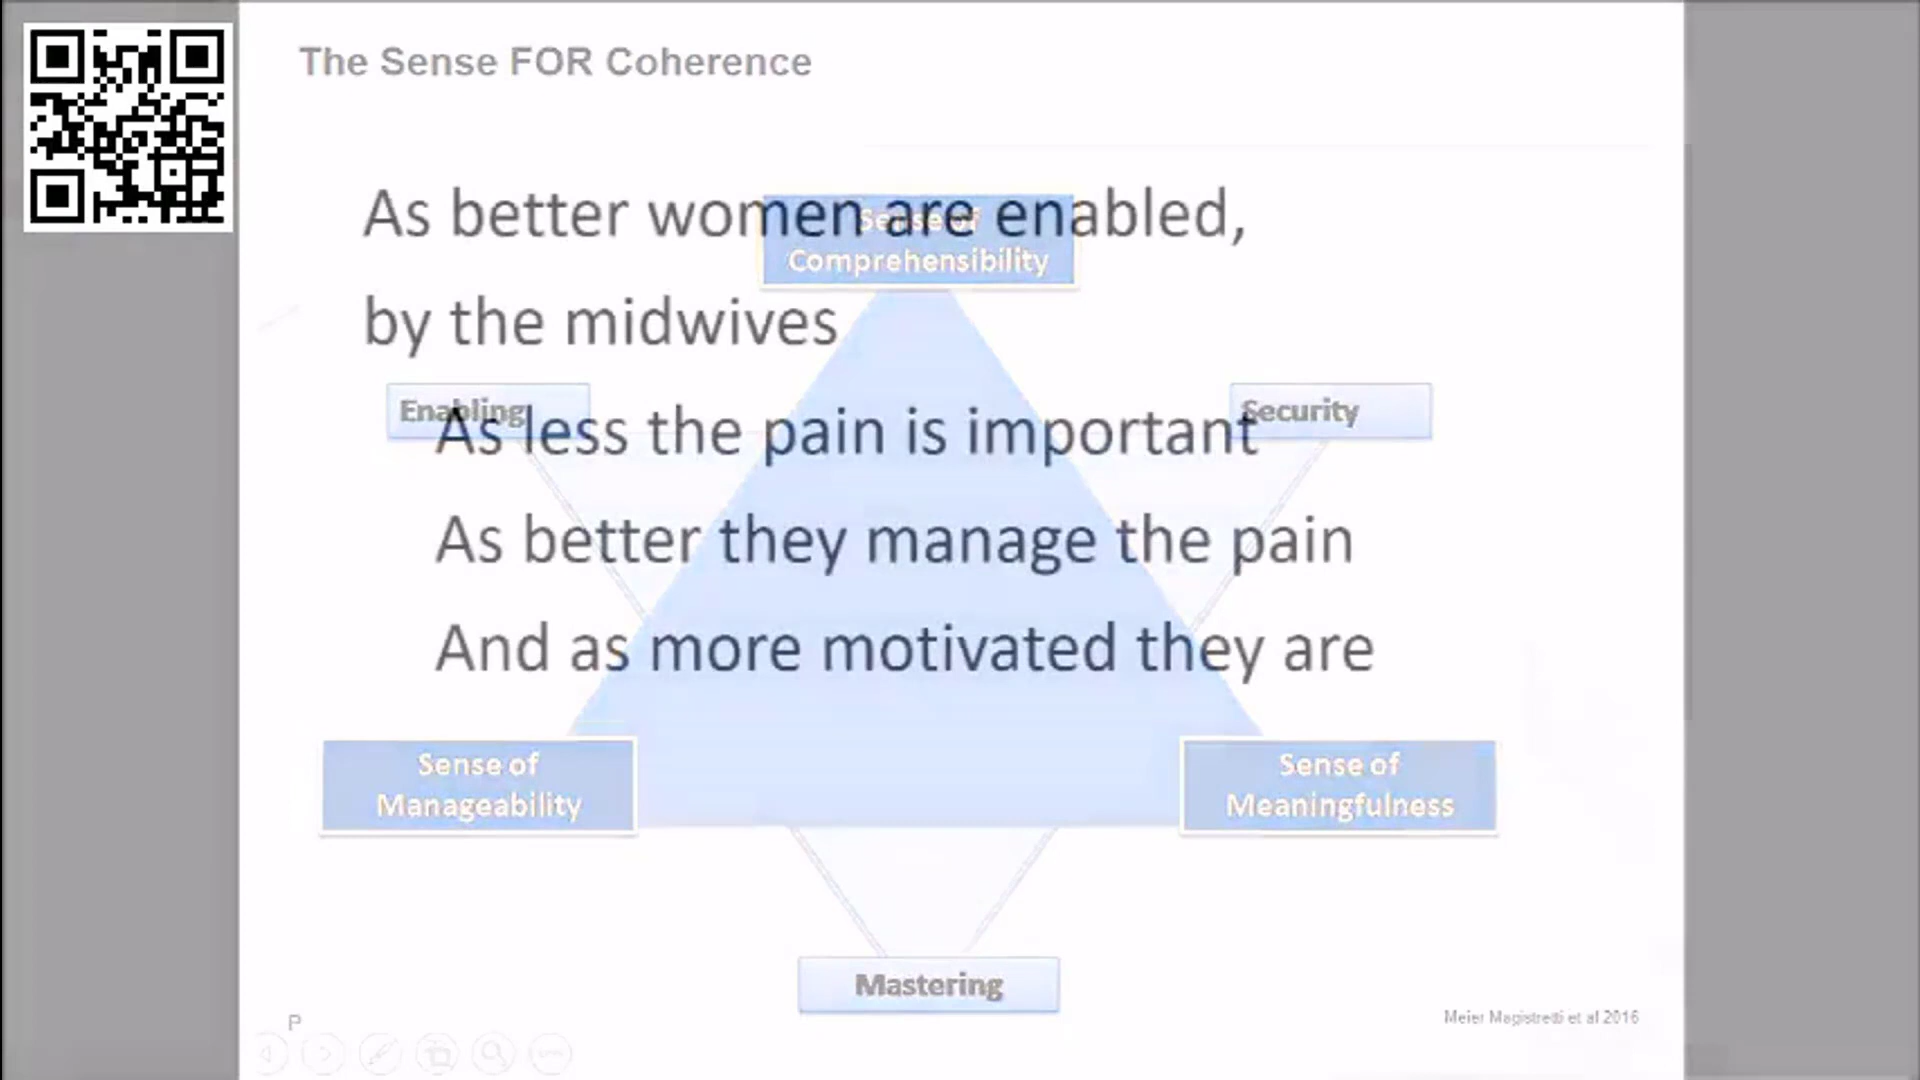 The Sense FOR Coherence
As better women are enabled,
Sense of
Comprehensibility
by the midwives
Enabling
Security
As less the pain is important
As better they manage the pain
And as more motivated they are
Sense of
Manageability
Sense of
Meaningfulness
Mastering
P
Meier Magistretti et al 2016